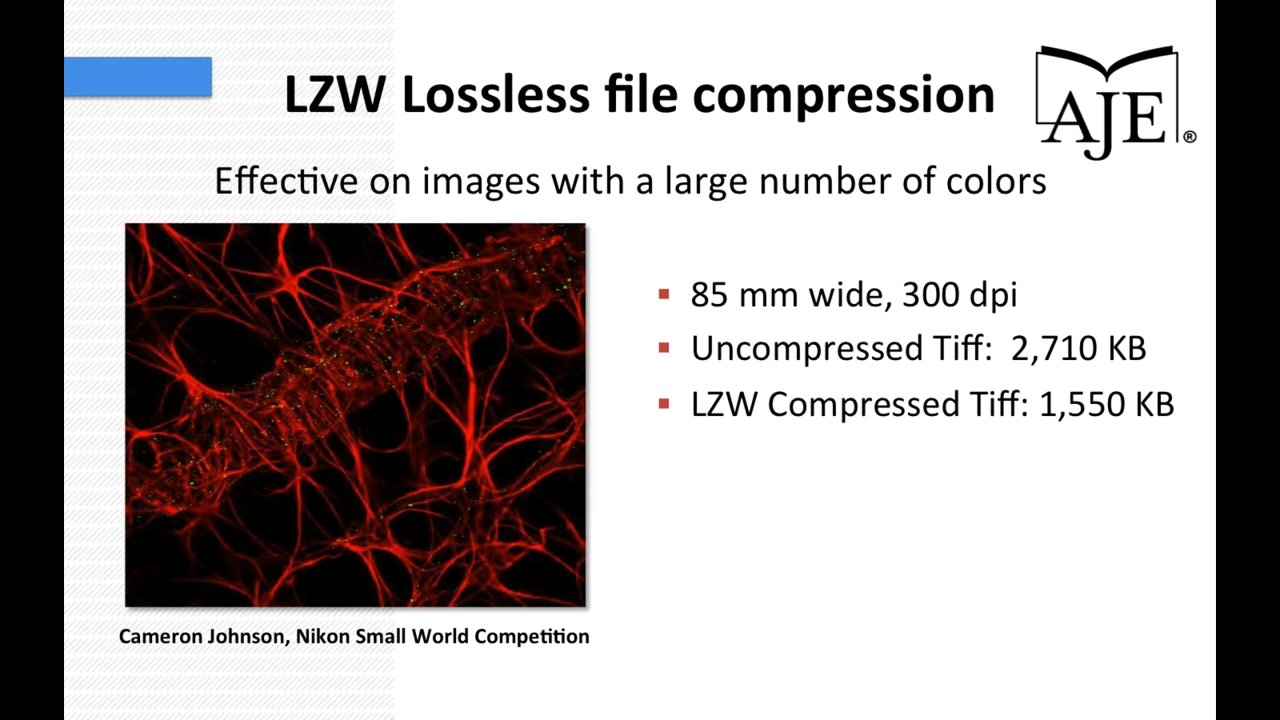 LZW Lossless file compression
AJE®
Effective on images with a large number of colors
▪ 85 mm wide, 300 dpi
▪ Uncompressed Tiff:  2,710 KB
▪ LZW Compressed Tiff: 1,550 KB
Cameron Johnson, Nikon Small World Competition